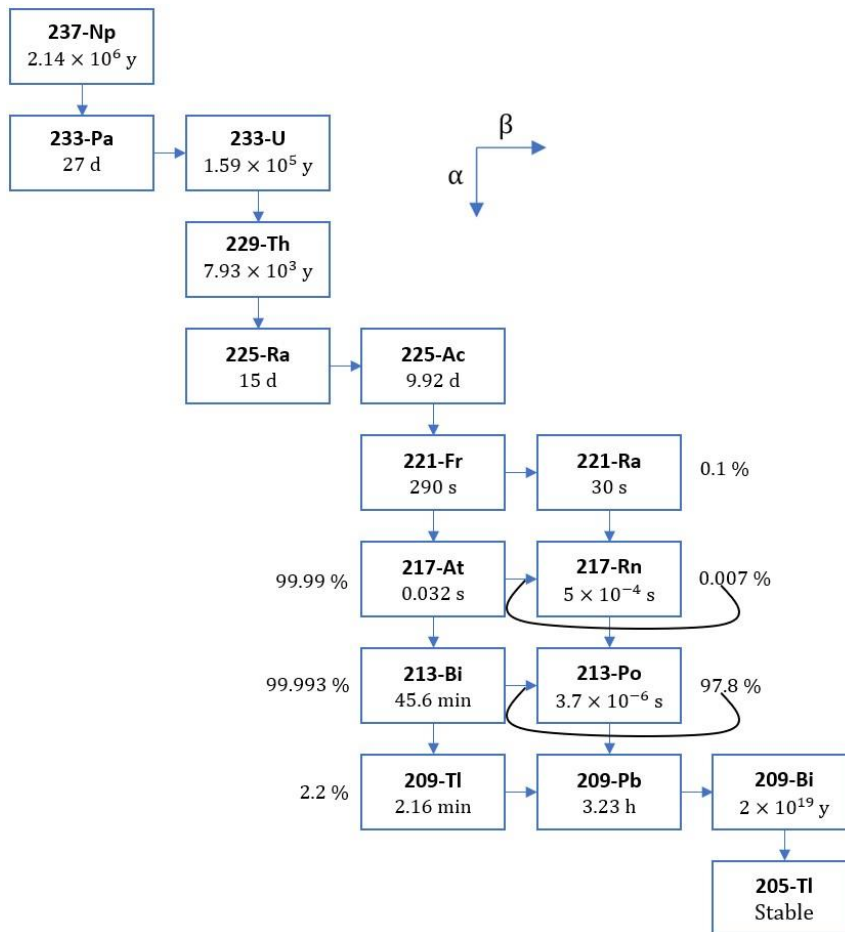 237-Np
2.14 × 10⁶ y
233-Pa
27 d
233-U
1.59 × 10⁵ y
β
α
229-Th
7.93 × 10³ y
225-Ra
15 d
225-Ac
9.92 d
221-Fr
290 s
221-Ra
30 s
0.1 %
99.99 %
217-At
0.032 s
217-Rn
5 × 10⁻⁴ s
0.007 %
99.993 %
213-Bi
45.6 min
213-Po
3.7 × 10⁻⁶ s
97.8 %
2.2 %
209-Tl
2.16 min
209-Pb
3.23 h
209-Bi
2 × 10¹⁹ y
205-Tl
Stable